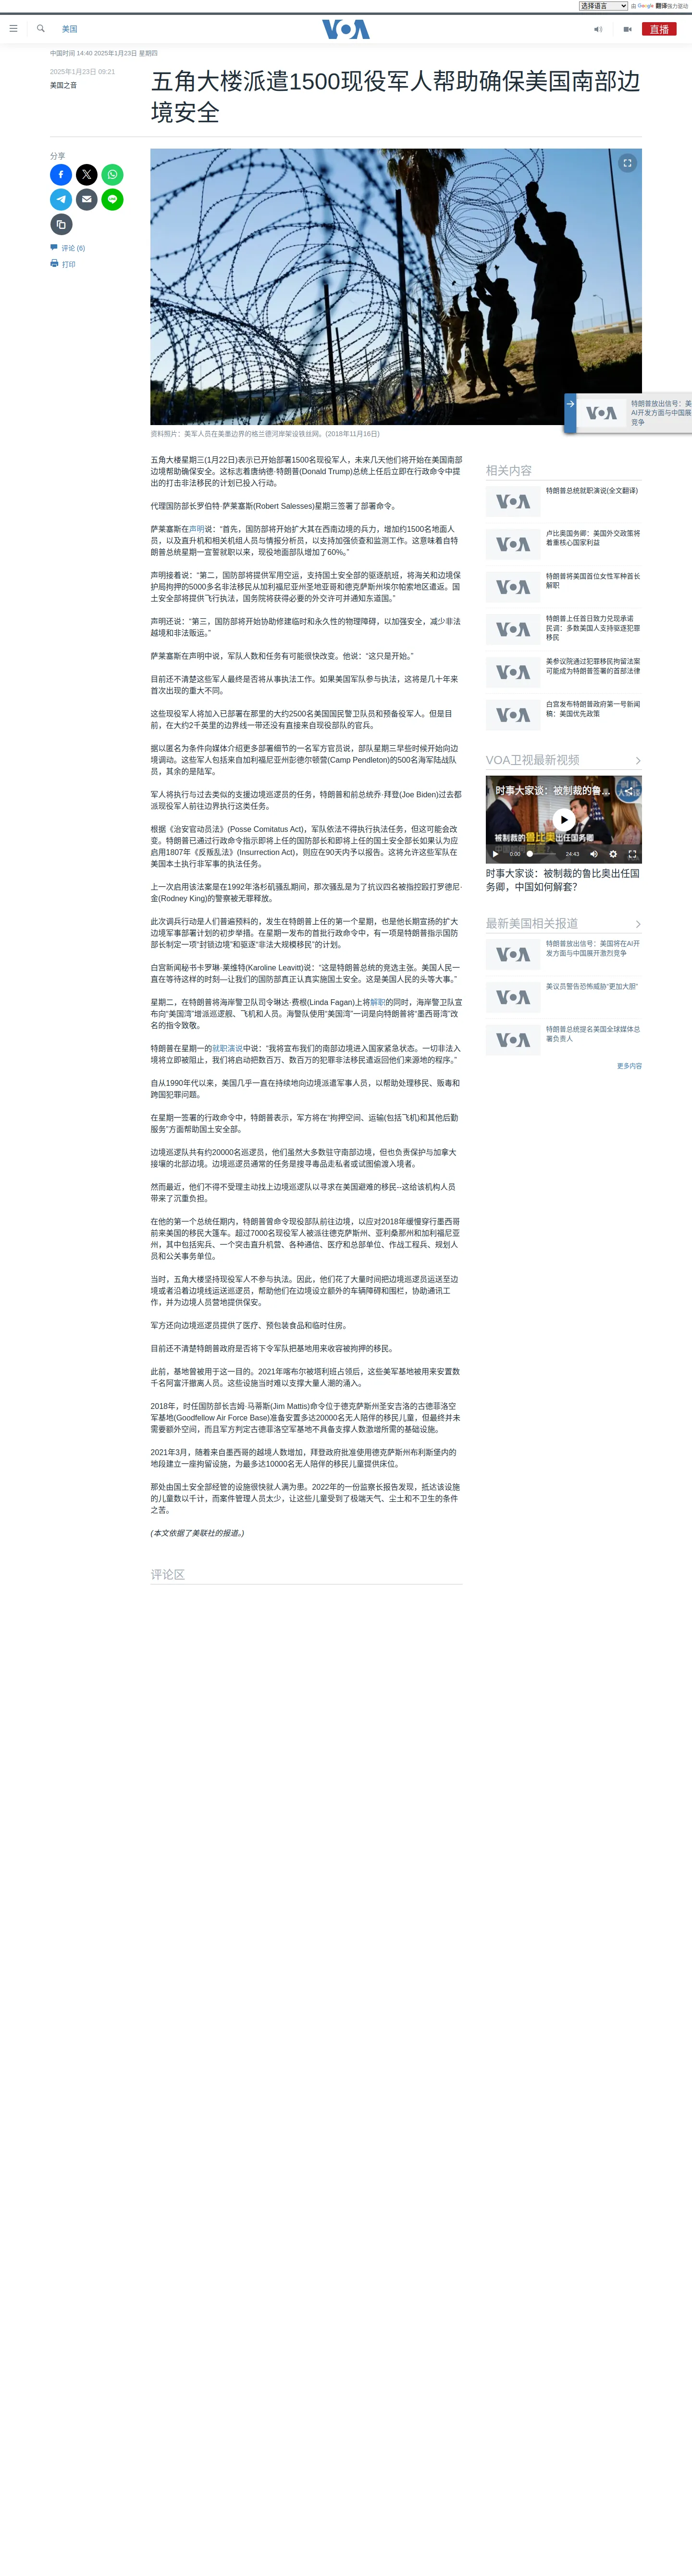 选择语言
由 Google 翻译强力驱动
美国
VOA
直播
中国时间 14:40 2025年1月23日 星期四
2025年1月23日 09:21
美国之音
五角大楼派遣1500现役军人帮助确保美国南部边
境安全
分享
评论 (6)
打印
资料照片：美军人员在美墨边界的格兰德河岸架设铁丝网。(2018年11月16日)
VOA
特朗普放出信号：美
AI开发方面与中国展
竞争
五角大楼星期三(1月22日)表示已开始部署1500名现役军人，未来几天他们将开始在美国南部
边境帮助确保安全。这标志着唐纳德·特朗普(Donald Trump)总统上任后立即在行政命令中提
出的打击非法移民的计划已投入行动。
代理国防部长罗伯特·萨莱塞斯(Robert Salesses)星期三签署了部署命令。
萨莱塞斯在声明说：“首先，国防部将开始扩大其在西南边境的兵力，增加约1500名地面人
员，以及直升机和相关机组人员与情报分析员，以支持加强侦查和监测工作。这意味着自特
朗普总统星期一宣誓就职以来，现役地面部队增加了60%。”
声明接着说：“第二，国防部将提供军用空运，支持国土安全部的驱逐航班，将海关和边境保
护局拘押的5000多名非法移民从加利福尼亚州圣地亚哥和德克萨斯州埃尔帕索地区遣返。国
土安全部将提供飞行执法，国务院将获得必要的外交许可并通知东道国。”
声明还说：“第三，国防部将开始协助修建临时和永久性的物理障碍，以加强安全，减少非法
越境和非法贩运。”
萨莱塞斯在声明中说，军队人数和任务有可能很快改变。他说：“这只是开始。”
目前还不清楚这些军人最终是否将从事执法工作。如果美国军队参与执法，这将是几十年来
首次出现的重大不同。
这些现役军人将加入已部署在那里的大约2500名美国国民警卫队员和预备役军人。但是目
前，在大约2千英里的边界线一带还没有直接来自现役部队的官兵。
据以匿名为条件向媒体介绍更多部署细节的一名军方官员说，部队星期三早些时候开始向边
境调动。这些军人包括来自加利福尼亚州彭德尔顿营(Camp Pendleton)的500名海军陆战队
员，其余的是陆军。
军人将执行与过去类似的支援边境巡逻员的任务，特朗普和前总统乔·拜登(Joe Biden)过去都
派现役军人前往边界执行这类任务。
根据《治安官动员法》(Posse Comitatus Act)，军队依法不得执行执法任务，但这可能会改
变。特朗普已通过行政命令指示即将上任的国防部长和即将上任的国土安全部长如果认为应
启用1807年《反叛乱法》(Insurrection Act)，则应在90天内予以报告。这将允许这些军队在
美国本土执行非军事的执法任务。
上一次启用该法案是在1992年洛杉矶骚乱期间，那次骚乱是为了抗议四名被指控殴打罗德尼·
金(Rodney King)的警察被无罪释放。
此次调兵行动是人们普遍预料的，发生在特朗普上任的第一个星期，也是他长期宣扬的扩大
边境军事部署计划的初步举措。在星期一发布的首批行政命令中，有一项是特朗普指示国防
部长制定一项“封锁边境”和驱逐“非法大规模移民”的计划。
白宫新闻秘书卡罗琳·莱维特(Karoline Leavitt)说：“这是特朗普总统的竞选主张。美国人民一
直在等待这样的时刻—让我们的国防部真正认真实施国土安全。这是美国人民的头等大事。”
星期二，在特朗普将海岸警卫队司令琳达·费根(Linda Fagan)上将解职的同时，海岸警卫队宣
布向“美国湾”增派巡逻舰、飞机和人员。海警队使用“美国湾”一词是向特朗普将“墨西哥湾”改
名的指令致敬。
特朗普在星期一的就职演说中说：“我将宣布我们的南部边境进入国家紧急状态。一切非法入
境将立即被阻止，我们将启动把数百万、数百万的犯罪非法移民遣返回他们来源地的程序。”
自从1990年代以来，美国几乎一直在持续地向边境派遣军事人员，以帮助处理移民、贩毒和
跨国犯罪问题。
在星期一签署的行政命令中，特朗普表示，军方将在“拘押空间、运输(包括飞机)和其他后勤
服务”方面帮助国土安全部。
边境巡逻队共有约20000名巡逻员，他们虽然大多数驻守南部边境，但也负责保护与加拿大
接壤的北部边境。边境巡逻员通常的任务是搜寻毒品走私者或试图偷渡入境者。
然而最近，他们不得不受理主动找上边境巡逻队以寻求在美国避难的移民--这给该机构人员
带来了沉重负担。
在他的第一个总统任期内，特朗普曾命令现役部队前往边境，以应对2018年缓慢穿行墨西哥
前来美国的移民大篷车。超过7000名现役军人被派往德克萨斯州、亚利桑那州和加利福尼亚
州，其中包括宪兵、一个突击直升机营、各种通信、医疗和总部单位、作战工程兵、规划人
员和公关事务单位。
当时，五角大楼坚持现役军人不参与执法。因此，他们花了大量时间把边境巡逻员运送至边
境或者沿着边境线运送巡逻员，帮助他们在边境设立额外的车辆障碍和围栏，协助通讯工
作，并为边境人员营地提供保安。
军方还向边境巡逻员提供了医疗、预包装食品和临时住房。
目前还不清楚特朗普政府是否将下令军队把基地用来收容被拘押的移民。
此前，基地曾被用于这一目的。2021年喀布尔被塔利班占领后，这些美军基地被用来安置数
千名阿富汗撤离人员。这些设施当时难以支撑大量人潮的涌入。
2018年，时任国防部长吉姆·马蒂斯(Jim Mattis)命令位于德克萨斯州圣安吉洛的古德菲洛空
军基地(Goodfellow Air Force Base)准备安置多达20000名无人陪伴的移民儿童，但最终并未
需要额外空间，而且军方判定古德菲洛空军基地不具备支撑人数激增所需的基础设施。
2021年3月，随着来自墨西哥的越境人数增加，拜登政府批准使用德克萨斯州布利斯堡内的
地段建立一座拘留设施，为最多达10000名无人陪伴的移民儿童提供床位。
那处由国土安全部经管的设施很快就人满为患。2022年的一份监察长报告发现，抵达该设施
的儿童数以千计，而案件管理人员太少，让这些儿童受到了极端天气、尘土和不卫生的条件
之苦。
(本文依据了美联社的报道。)
评论区
相关内容
VOA
特朗普总统就职演说(全文翻译)
VOA
卢比奥国务卿：美国外交政策将
着重核心国家利益
VOA
特朗普将美国首位女性军种首长
解职
VOA
特朗普上任首日致力兑现承诺
民调：多数美国人支持驱逐犯罪
移民
VOA
美参议院通过犯罪移民拘留法案
可能成为特朗普签署的首部法律
VOA
白宫发布特朗普政府第一号新闻
稿：美国优先政策
VOA卫视最新视频
时事大家谈：被制裁的鲁...
被制裁的鲁比奥出任国务卿
0:00
24:43
时事大家谈：被制裁的鲁比奥出任国
务卿，中国如何解套?
最新美国相关报道
VOA
特朗普放出信号：美国将在AI开
发方面与中国展开激烈竞争
VOA
美议员警告恐怖威胁“更加大胆”
VOA
特朗普总统提名美国全球媒体总
署负责人
更多内容